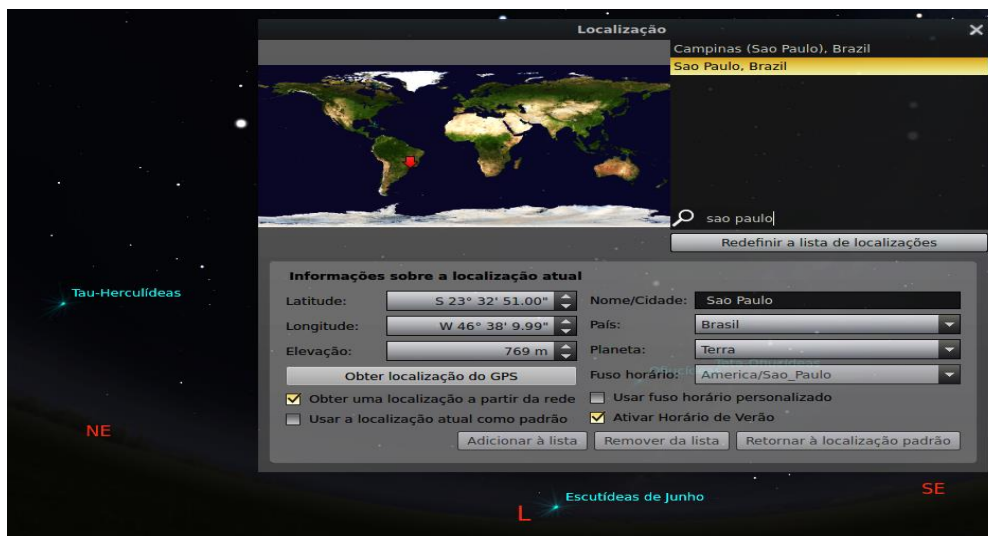 Localização
Campinas (Sao Paulo), Brazil
Sao Paulo, Brazil
sao paulo
Redefinir a lista de localizações
Informações sobre a localização atual
Latitude: S 23° 32' 51.00" Nome/Cidade: Sao Paulo
Longitude: W 46° 38' 9.99" País: Brasil
Elevação: 769 m Planeta: Terra
Obter localização do GPS Fuso horário: America/Sao_Paulo
Obter uma localização a partir da rede Usar fuso horário personalizado
Usar a localização atual como padrão Ativar Horário de Verão
Adicionar à lista Remover da lista Retornar à localização padrão
Tau-Herculídeas
NE
Escutídeas de Junho
SE
L